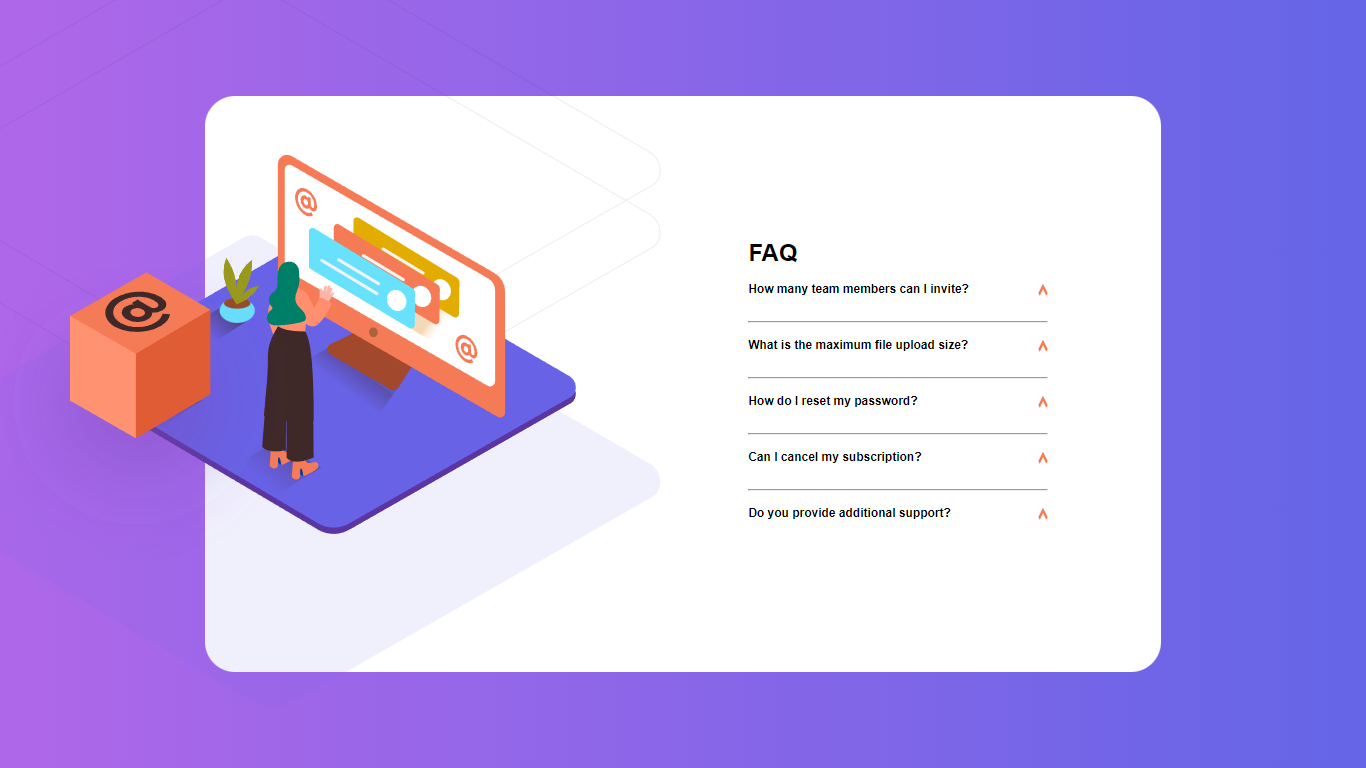 @
@
@
FAQ
How many team members can I invite?
What is the maximum file upload size?
How do I reset my password?
Can I cancel my subscription?
Do you provide additional support?